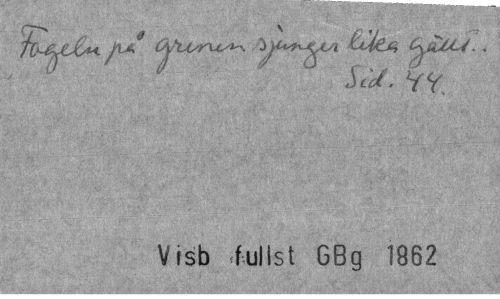 Fogeln på grenen sjunger lika gällt..
Sid. 44.
Visb fullst GBg 1862